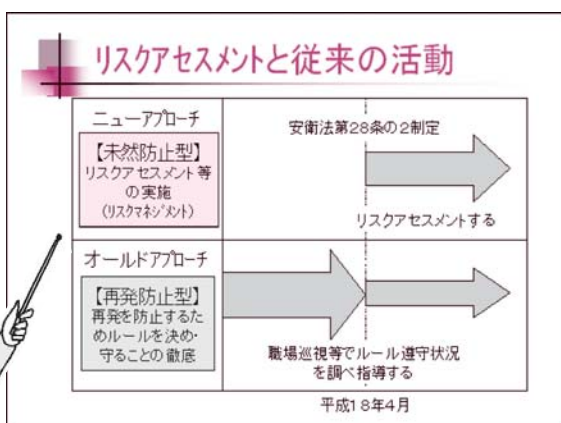 リスクアセスメントと従来の活動
ニューアプローチ
【未然防止型】
リスクアセスメント等
の実施
(リスクマネジメント)
安衛法第28条の2制定
リスクアセスメントする
オールドアプローチ
【再発防止型】
再発を防止するた
めルールを決め・
守ることの徹底
職場巡視等でルール遵守状況
を調べ指導する
平成18年4月